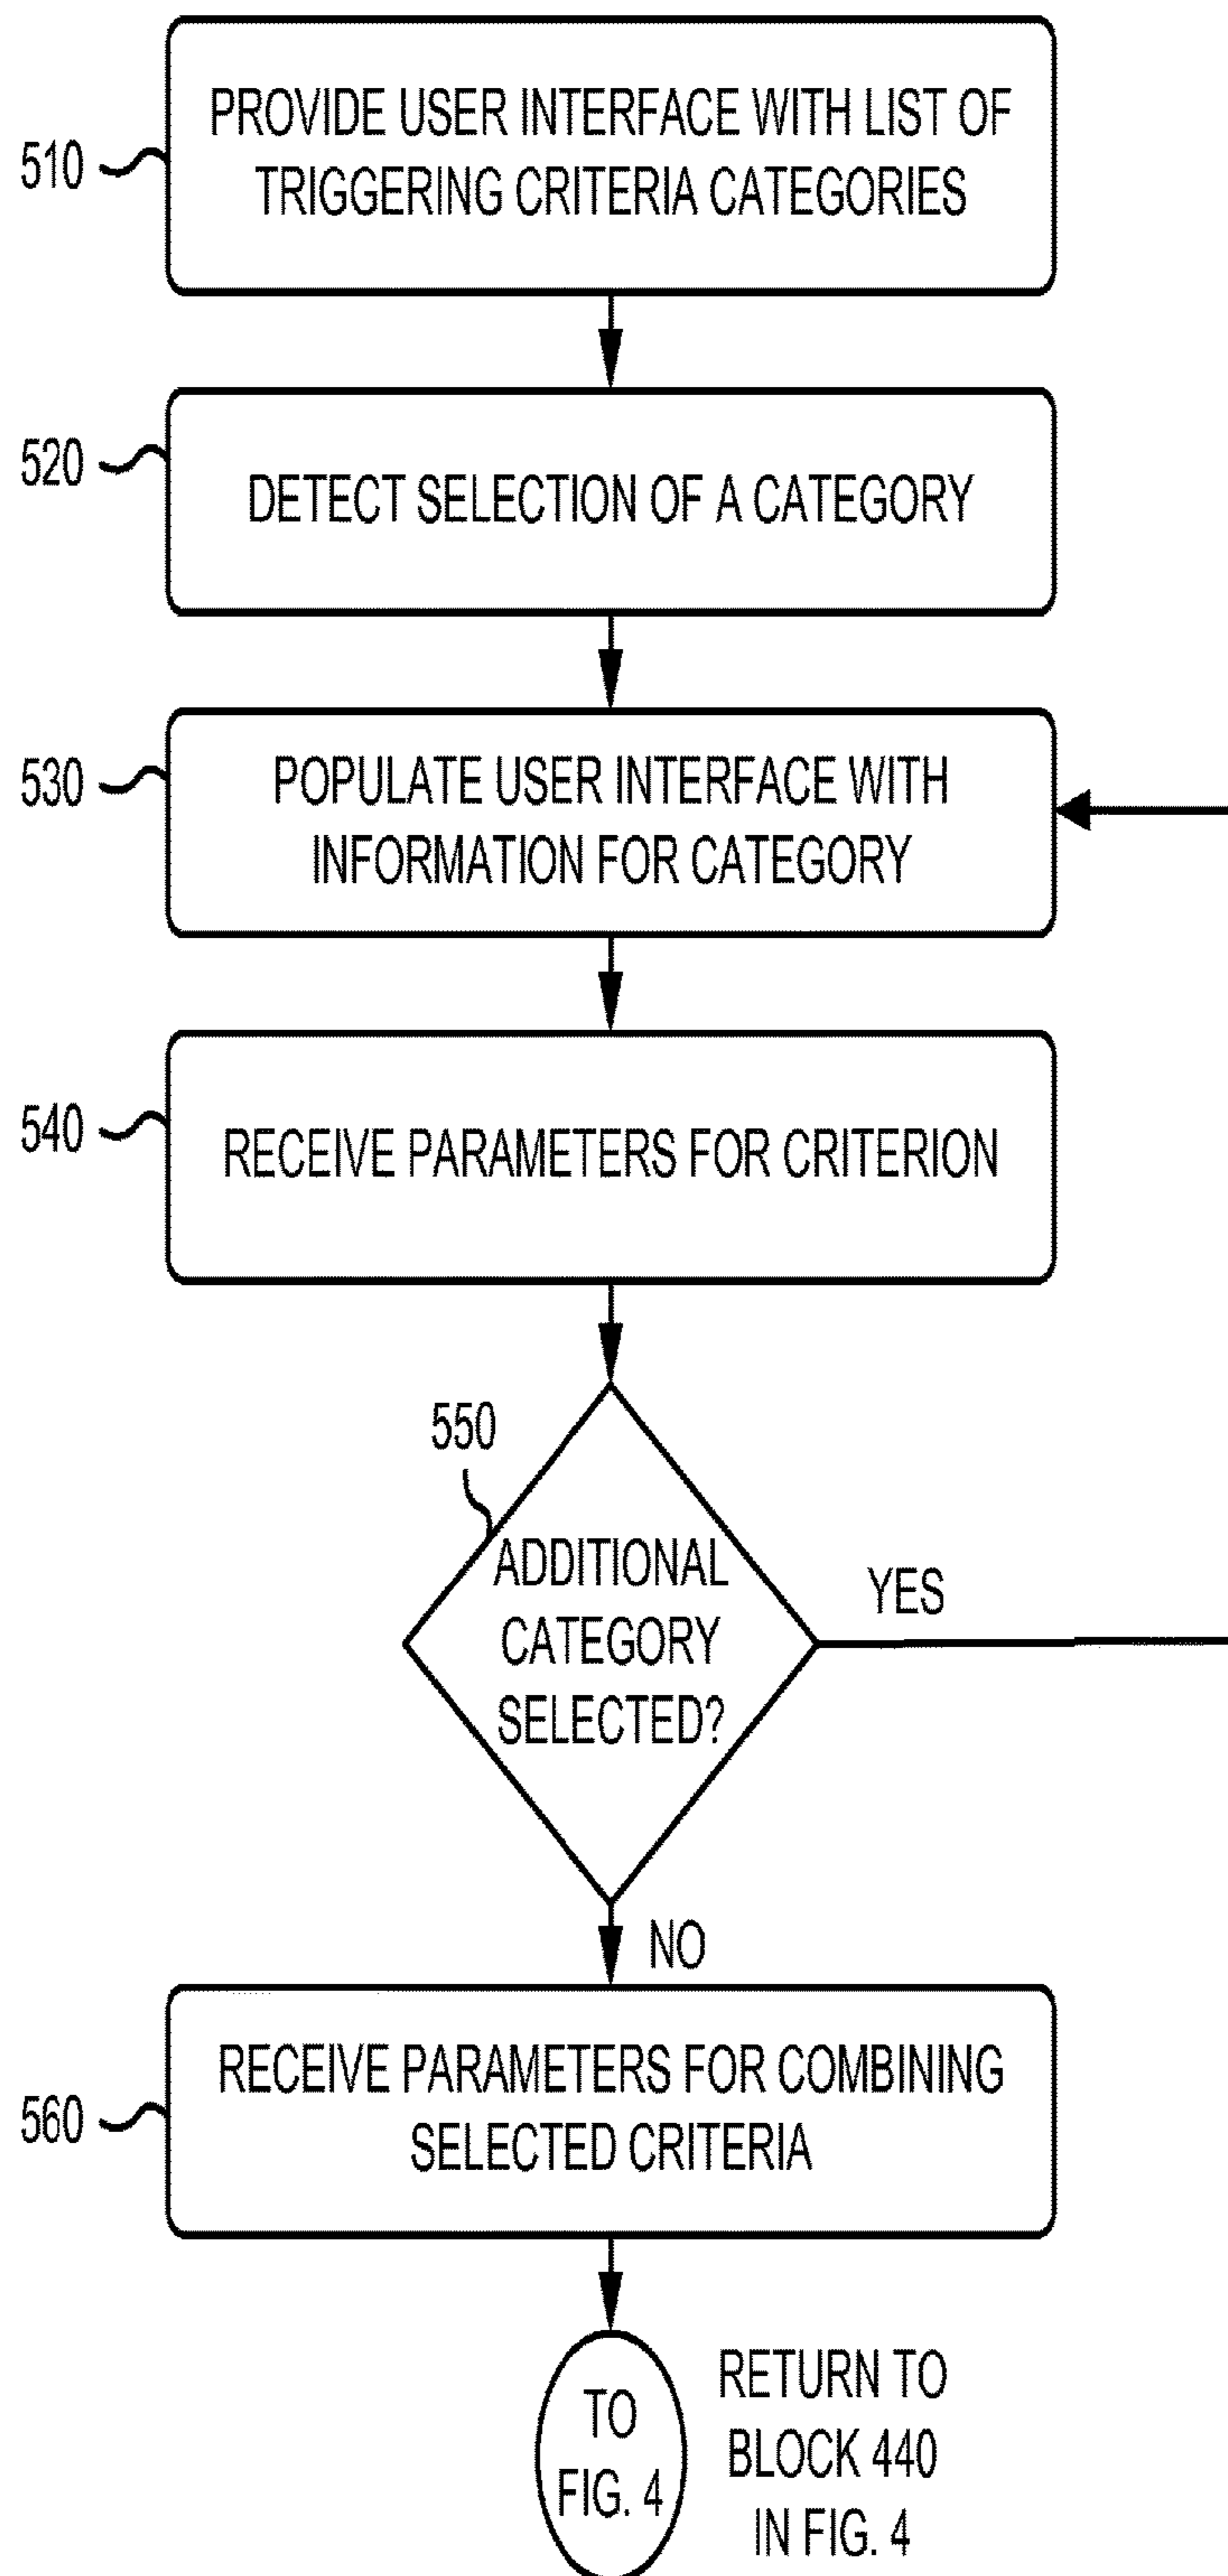 510
PROVIDE USER INTERFACE WITH LIST OF
TRIGGERING CRITERIA CATEGORIES
520
DETECT SELECTION OF A CATEGORY
530
POPULATE USER INTERFACE WITH
INFORMATION FOR CATEGORY
540
RECEIVE PARAMETERS FOR CRITERION
550
ADDITIONAL
CATEGORY
SELECTED?
YES
NO
560
RECEIVE PARAMETERS FOR COMBINING
SELECTED CRITERIA
TO
FIG. 4
RETURN TO
BLOCK 440
IN FIG. 4